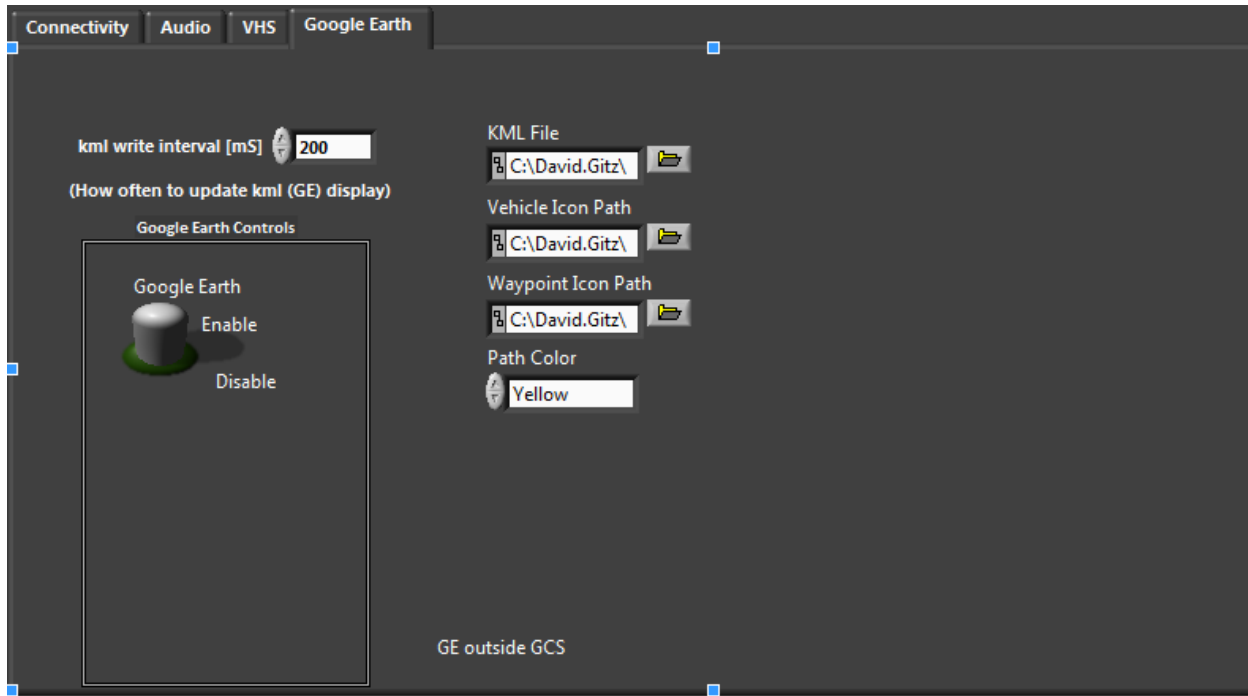 Connectivity Audio VHS Google Earth
kml write interval [mS] 200
(How often to update kml (GE) display)
Google Earth Controls
Google Earth
Enable
Disable
KML File
C:\David.Gitz\
Vehicle Icon Path
C:\David.Gitz\
Waypoint Icon Path
C:\David.Gitz\
Path Color
Yellow
GE outside GCS